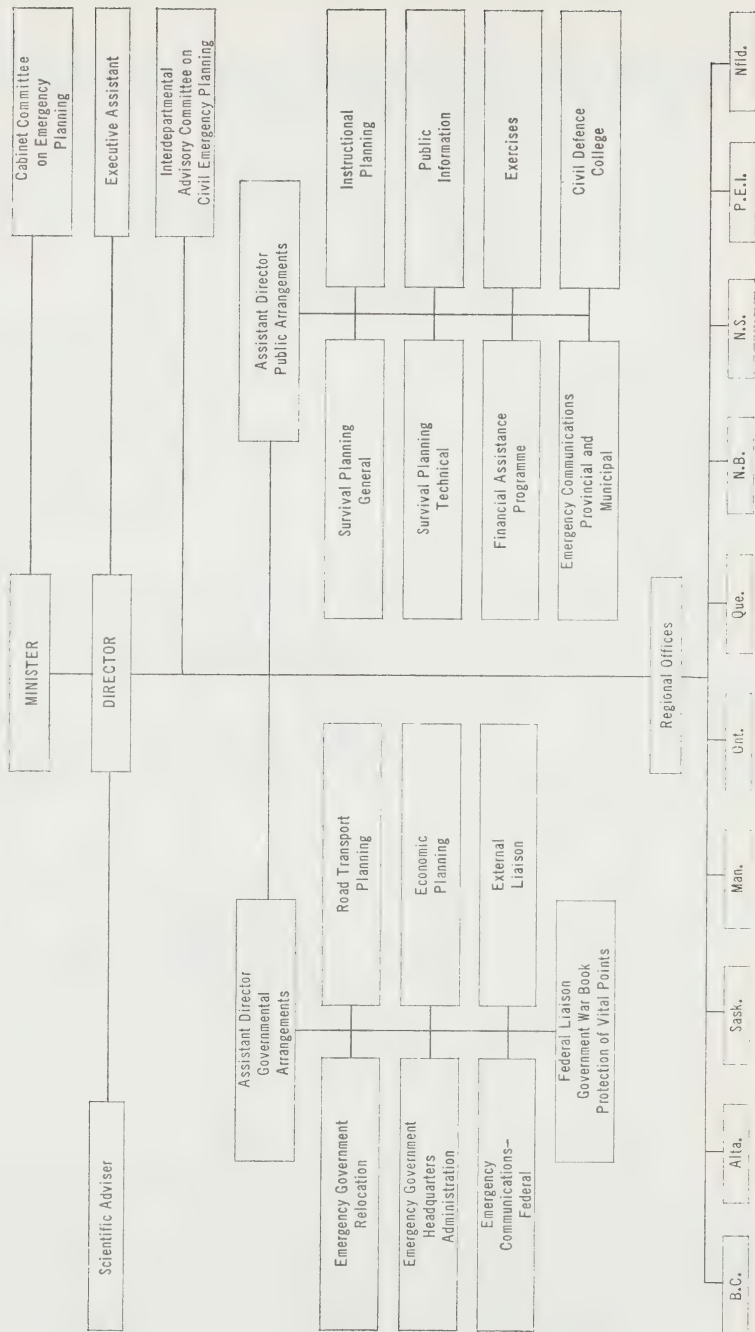 Cabinet Committee
on Emergency
Planning
MINISTER
Scientific Adviser
DIRECTOR
Executive Assistant
Interdepartmental
Advisory Committee on
Civil Emergency Planning
Assistant Director
Governmental
Arrangements
Assistant Director
Public Arrangements
Emergency Government
Relocation
Road Transport
Planning
Survival Planning
General
Instructional
Planning
Emergency Government
Headquarters
Administration
Economic
Planning
Survival Planning
Technical
Public
Information
Emergency
Communications–
Federal
External
Liaison
Financial Assistance
Programme
Exercises
Federal Liaison
Government War Book
Protection of Vital Points
Emergency Communications
Provincial and
Municipal
Civil Defence
College
Regional Offices
B.C.
Alta.
Sask.
Man.
Ont.
Que.
N.B.
N.S.
P.E.I.
Nfld.